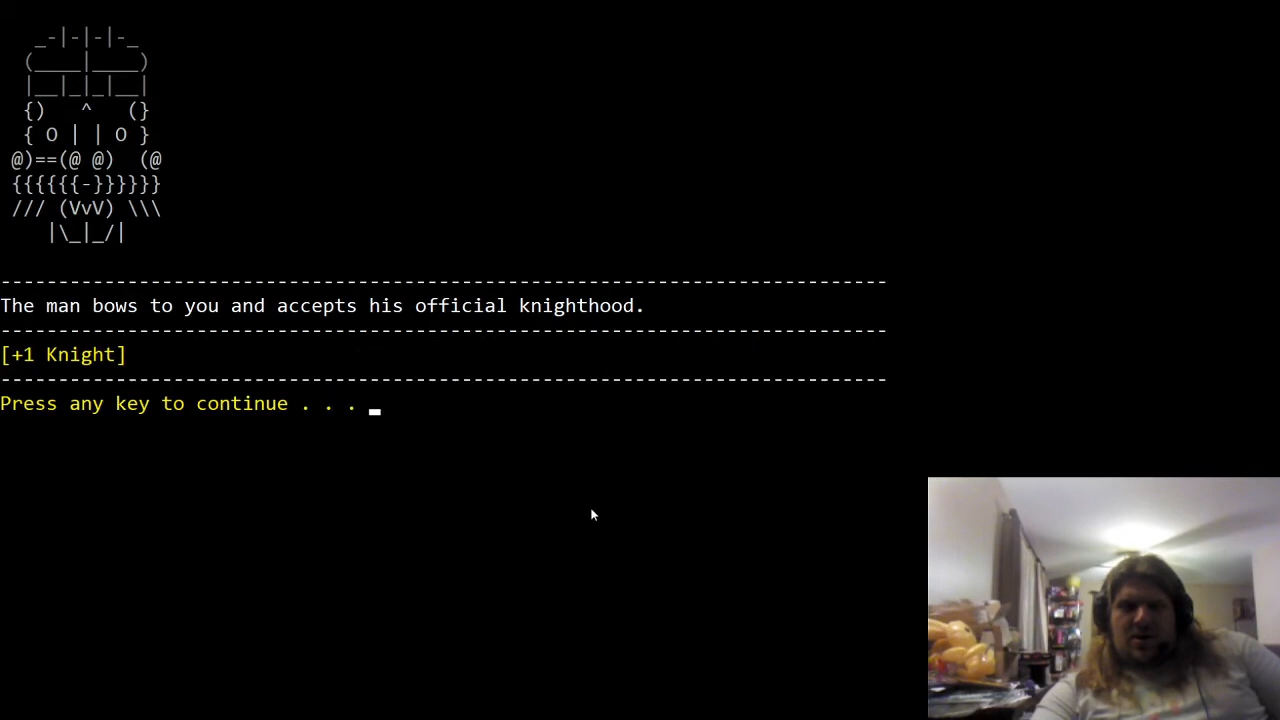 The man bows to you and accepts his official knighthood.
[+1 Knight]
Press any key to continue . . .